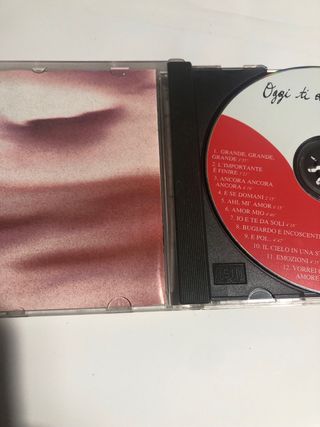 Oggi ti
1. GRANDE, GRANDE,
GRANDE
2. L'IMPORTANTE
È FINIRE
3. ANCORA ANCORA
ANCORA
4. E SE DOMANI
5. AHI, MI' AMOR
6. AMOR MIO
7. IO E TE DA SOLI
8. BUGIARDO E INCOSCIENTE
9. E POI...
10. IL CIELO IN UNA
11. EMOZIONI
12. VORREI
AMORE